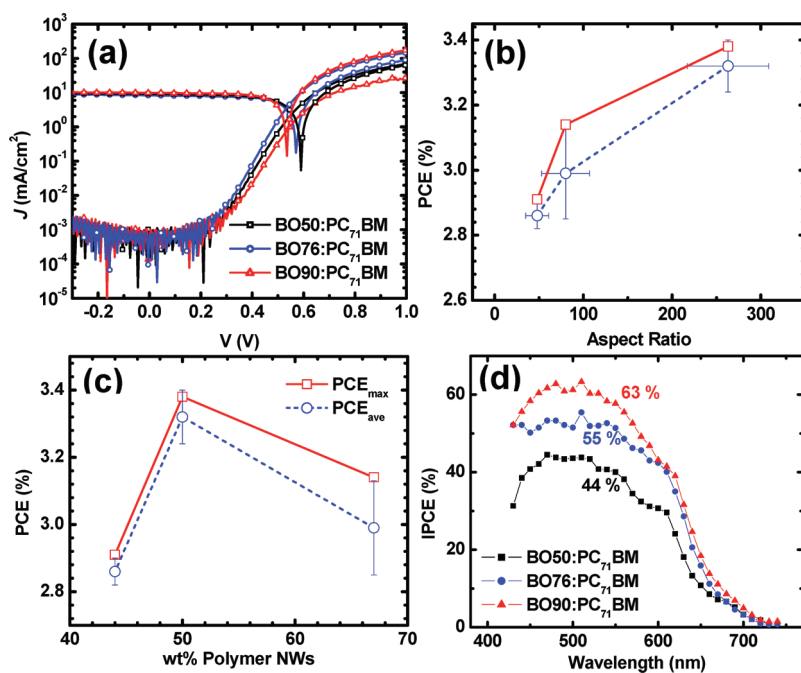 (a)
J (mA/cm²)
10³
10²
10¹
10⁰
10⁻¹
10⁻²
10⁻³
10⁻⁴
10⁻⁵
BO50:PC₇₁BM
BO76:PC₇₁BM
BO90:PC₇₁BM
-0.2 0.0 0.2 0.4 0.6 0.8 1.0
V (V)
(b)
PCE (%)
3.4
3.2
3.0
2.8
2.6
0 100 200 300
Aspect Ratio
(c)
PCE (%)
3.4
3.2
3.0
2.8
PCEₘₐₓ
PCEₐᵥₑ
40 50 60 70
wt% Polymer NWs
(d)
IPCE (%)
60
40
20
0
63 %
55 %
44 %
BO50:PC₇₁BM
BO76:PC₇₁BM
BO90:PC₇₁BM
400 500 600 700
Wavelength (nm)